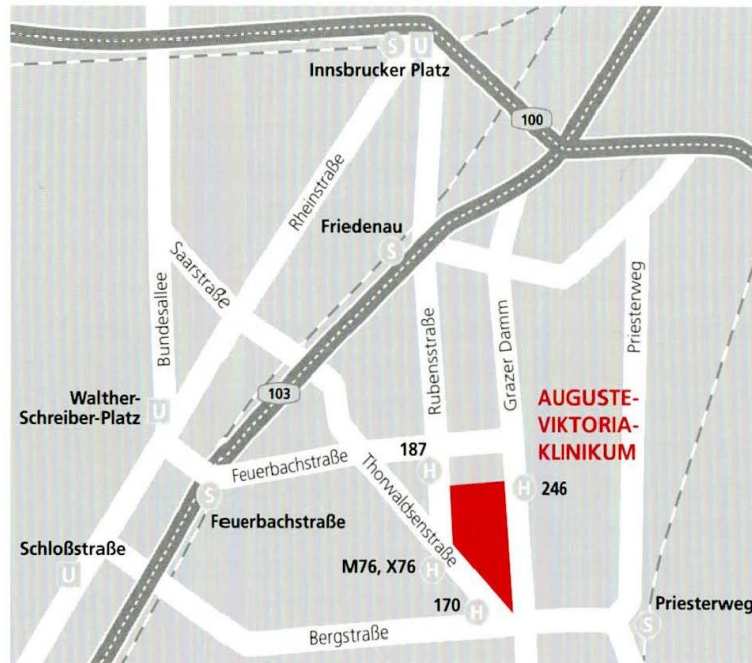 S U
Innsbrucker Platz
100
Rheinstraße
Friedenau
S
Saarstraße
Bundesallee
Rubensstraße
Grazer Damm
Priesterweg
103
Walther-
Schreiber-Platz
U
AUGUSTE-
VIKTORIA-
KLINIKUM
187
H
Feuerbachstraße
Thorwaldsenstraße
H
246
S
Feuerbachstraße
Schloßstraße
U
M76, X76
H
170
H
Bergstraße
Priesterweg
S